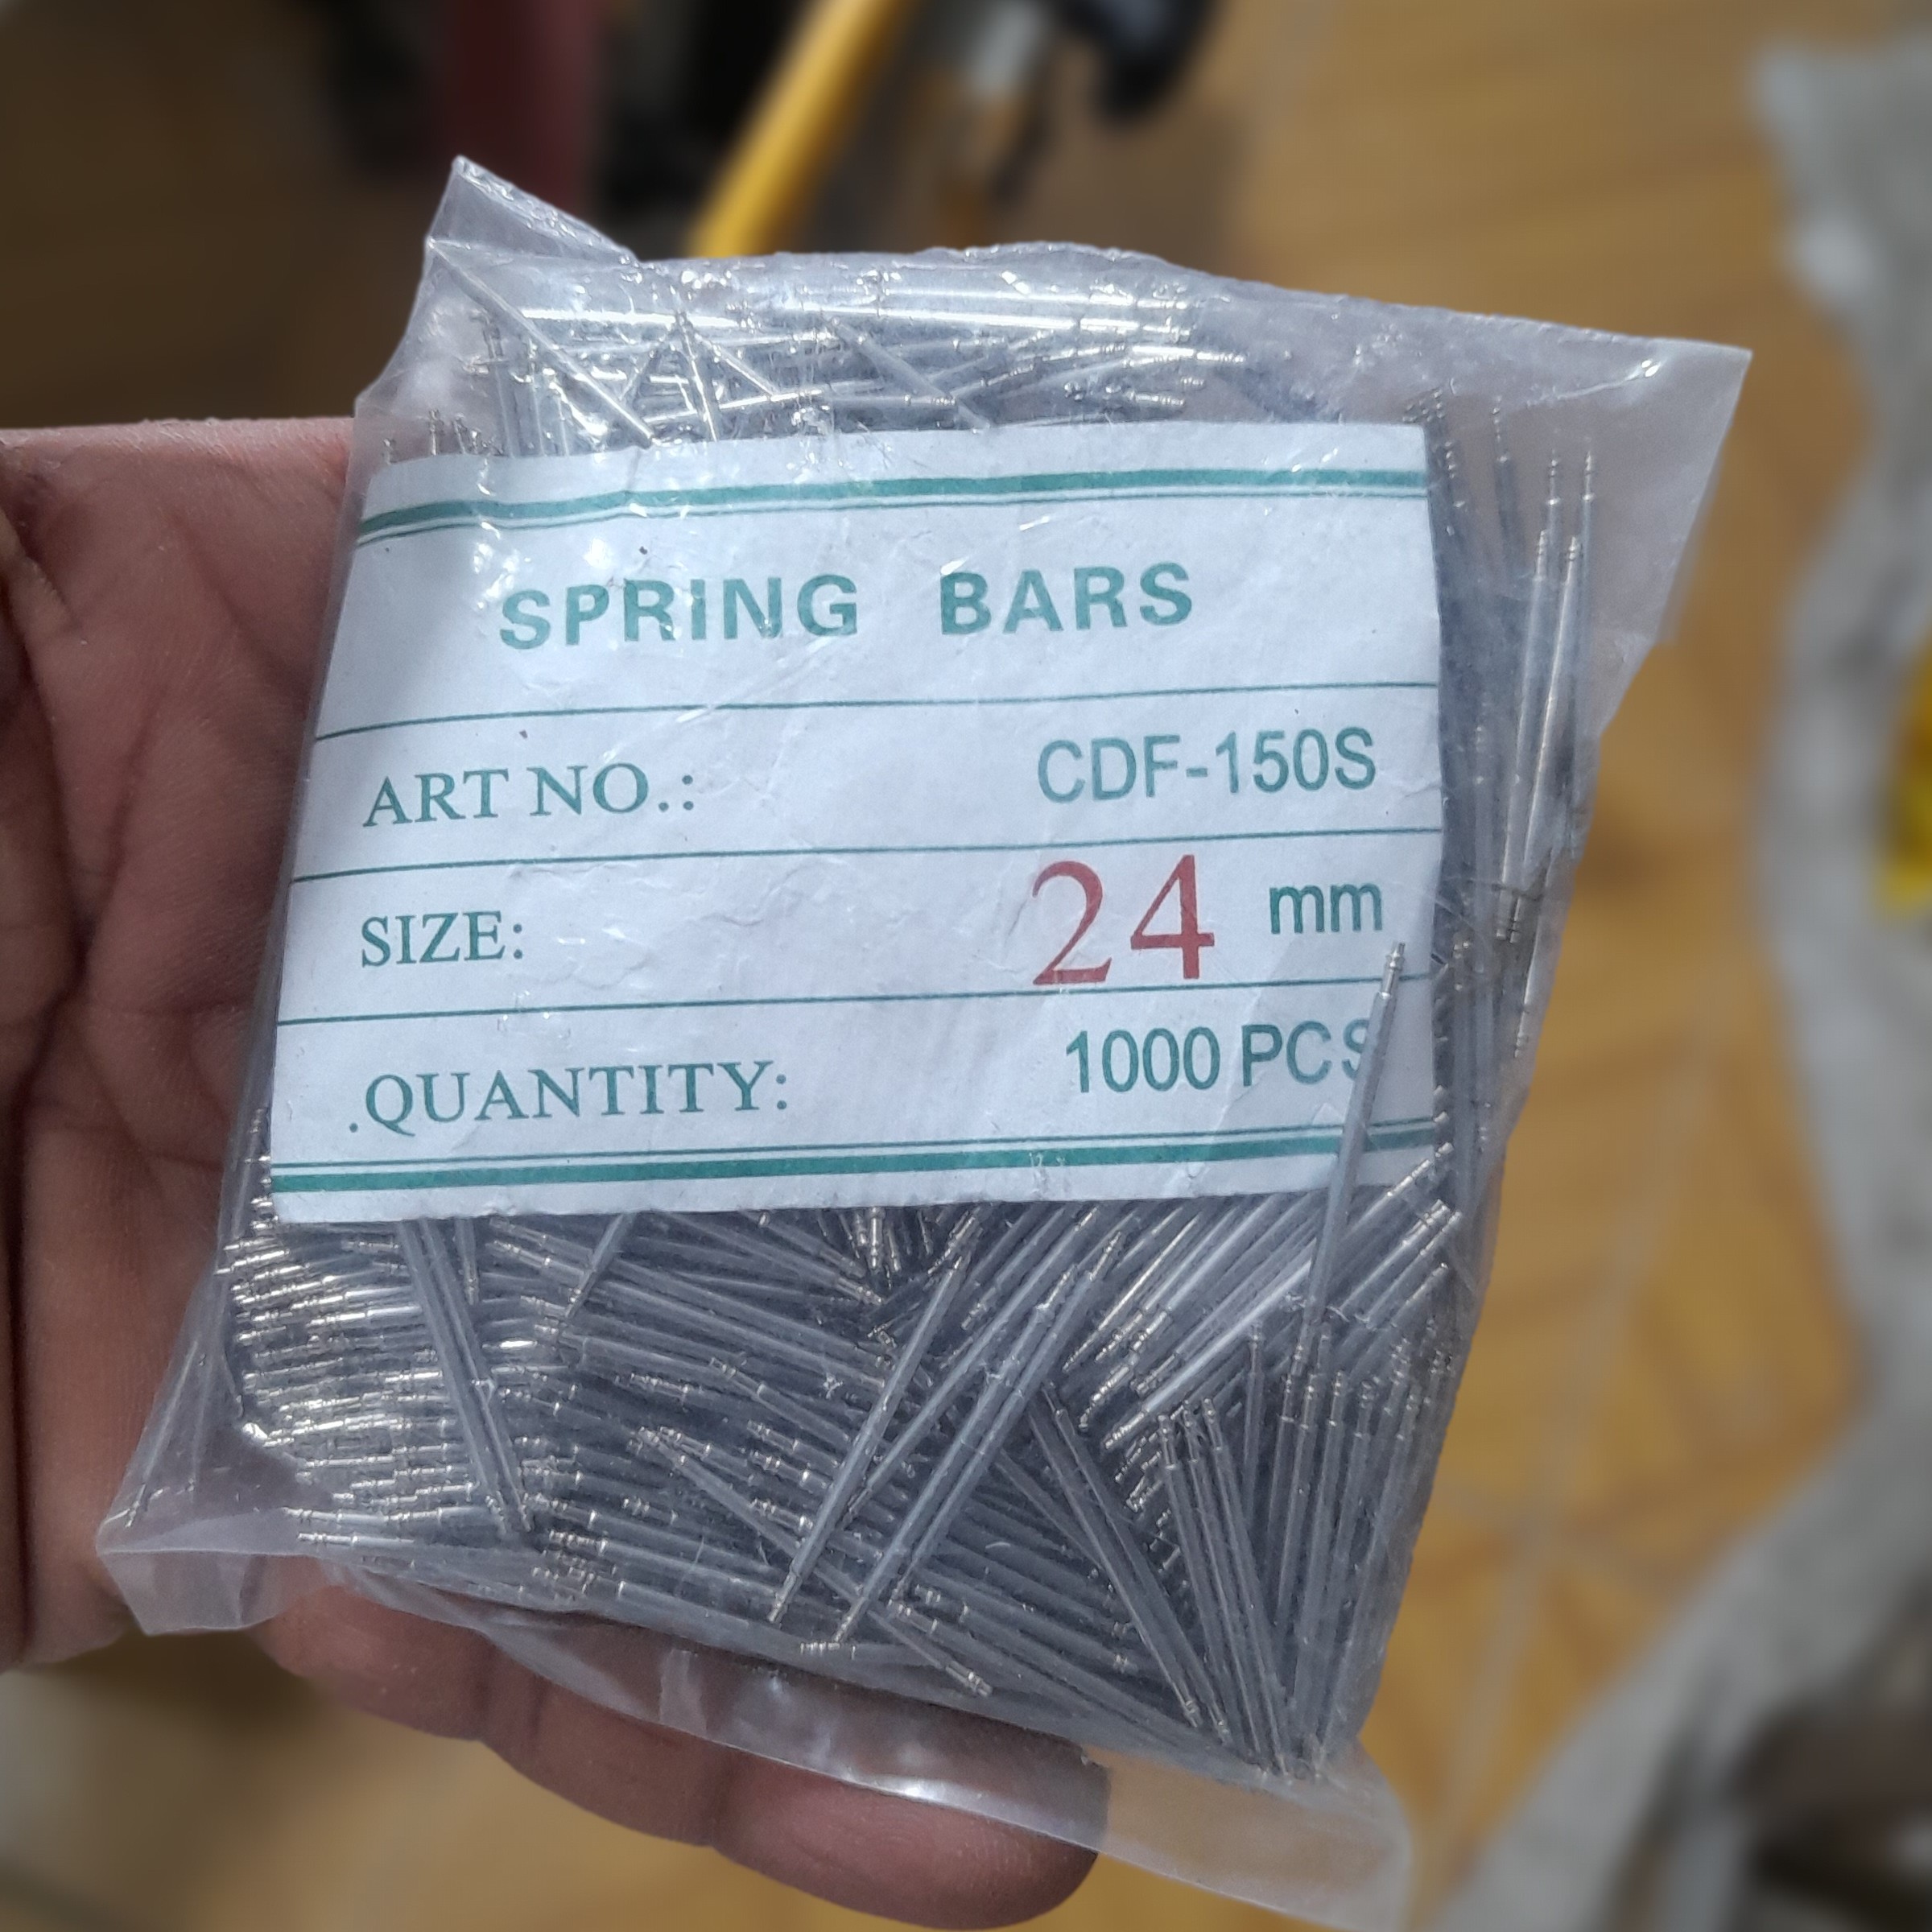 SPRING BARS
ART NO.: CDF-150S
SIZE: 24 mm
.QUANTITY: 1000 PCS